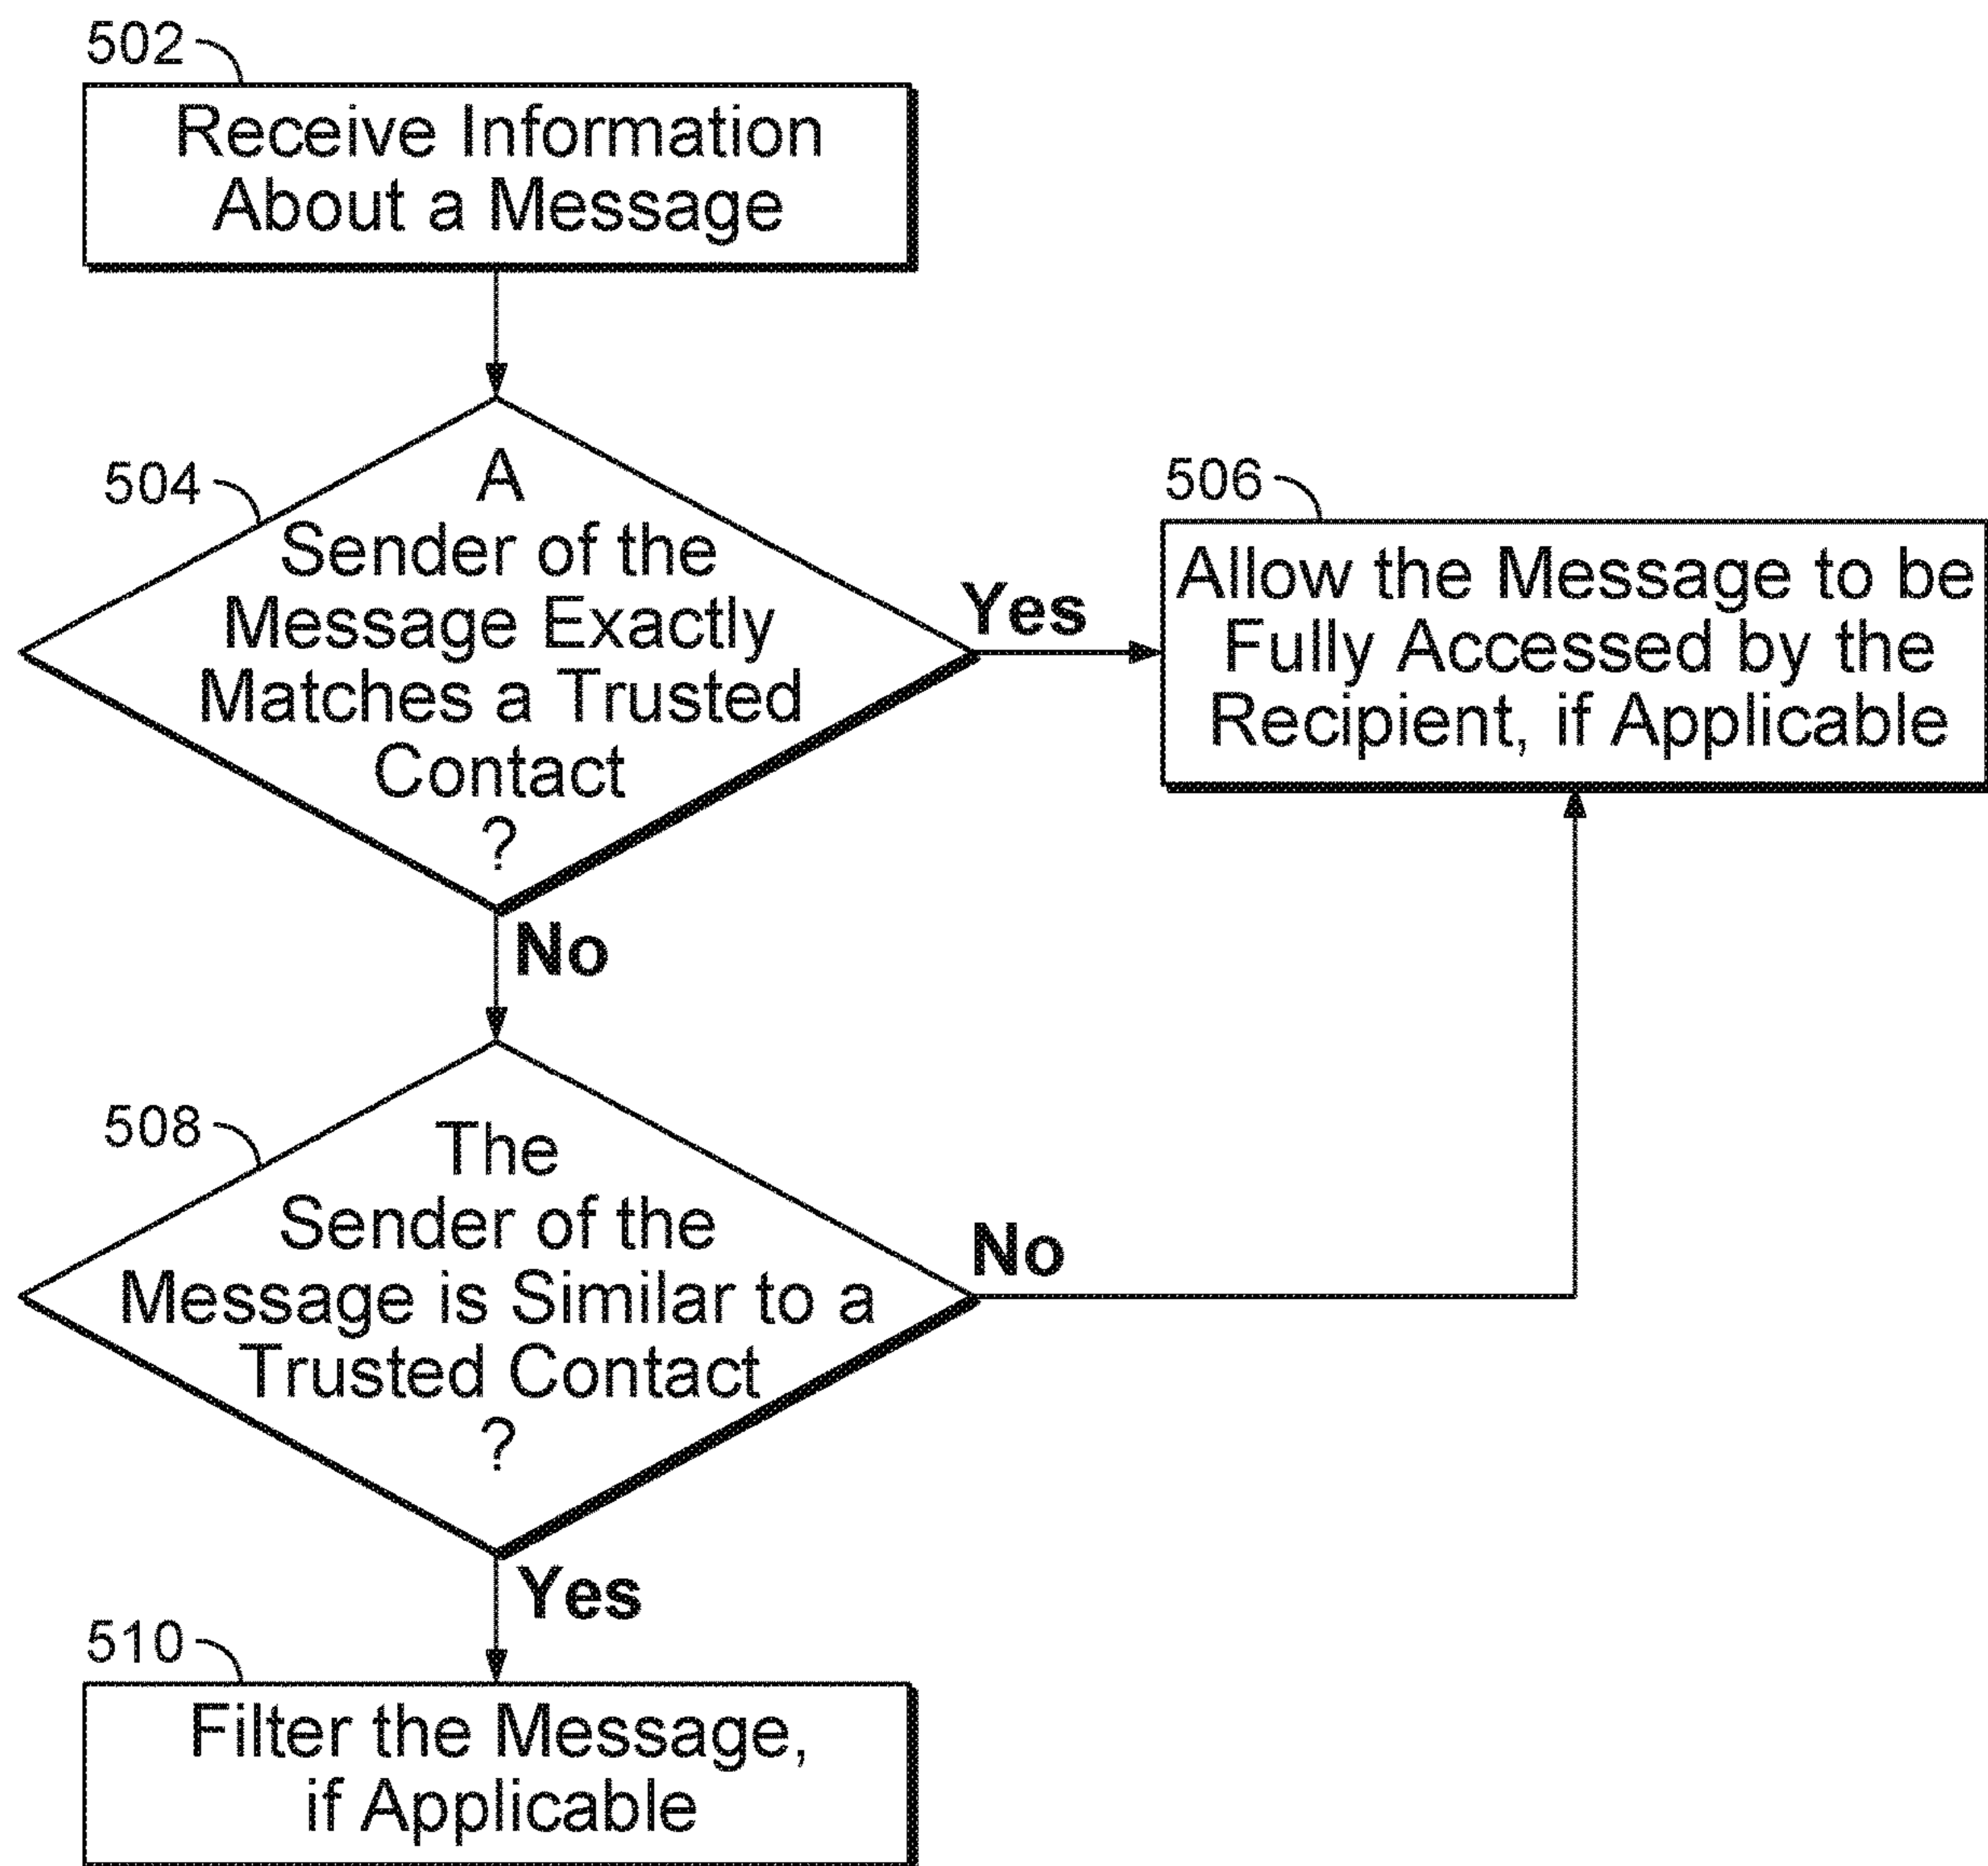 502
Receive Information
About a Message
504
A
Sender of the
Message Exactly
Matches a Trusted
Contact
?
Yes
506
Allow the Message to be
Fully Accessed by the
Recipient, if Applicable
No
508
The
Sender of the
Message is Similar to a
Trusted Contact
?
No
Yes
510
Filter the Message,
if Applicable